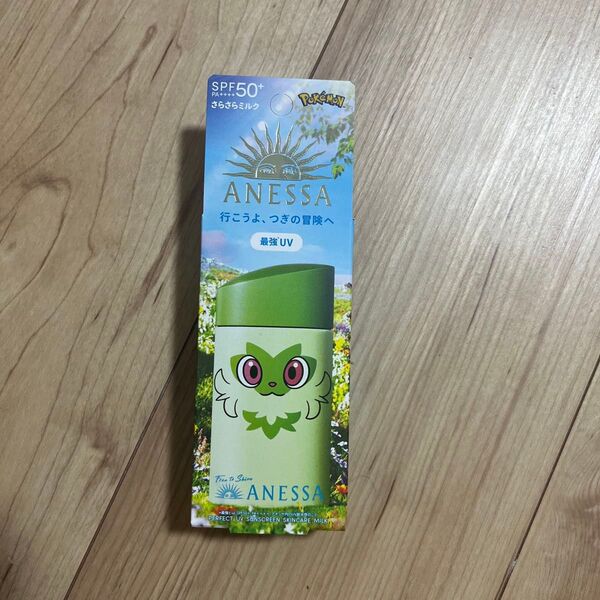 SPF50+
PA++++
さらさらミルク
POKÉMON
ANESSA
行こうよ、つぎの冒険へ
最強UV
Free to Shine
ANESSA
PERFECT UV SUNSCREEN SKINCARE MILK